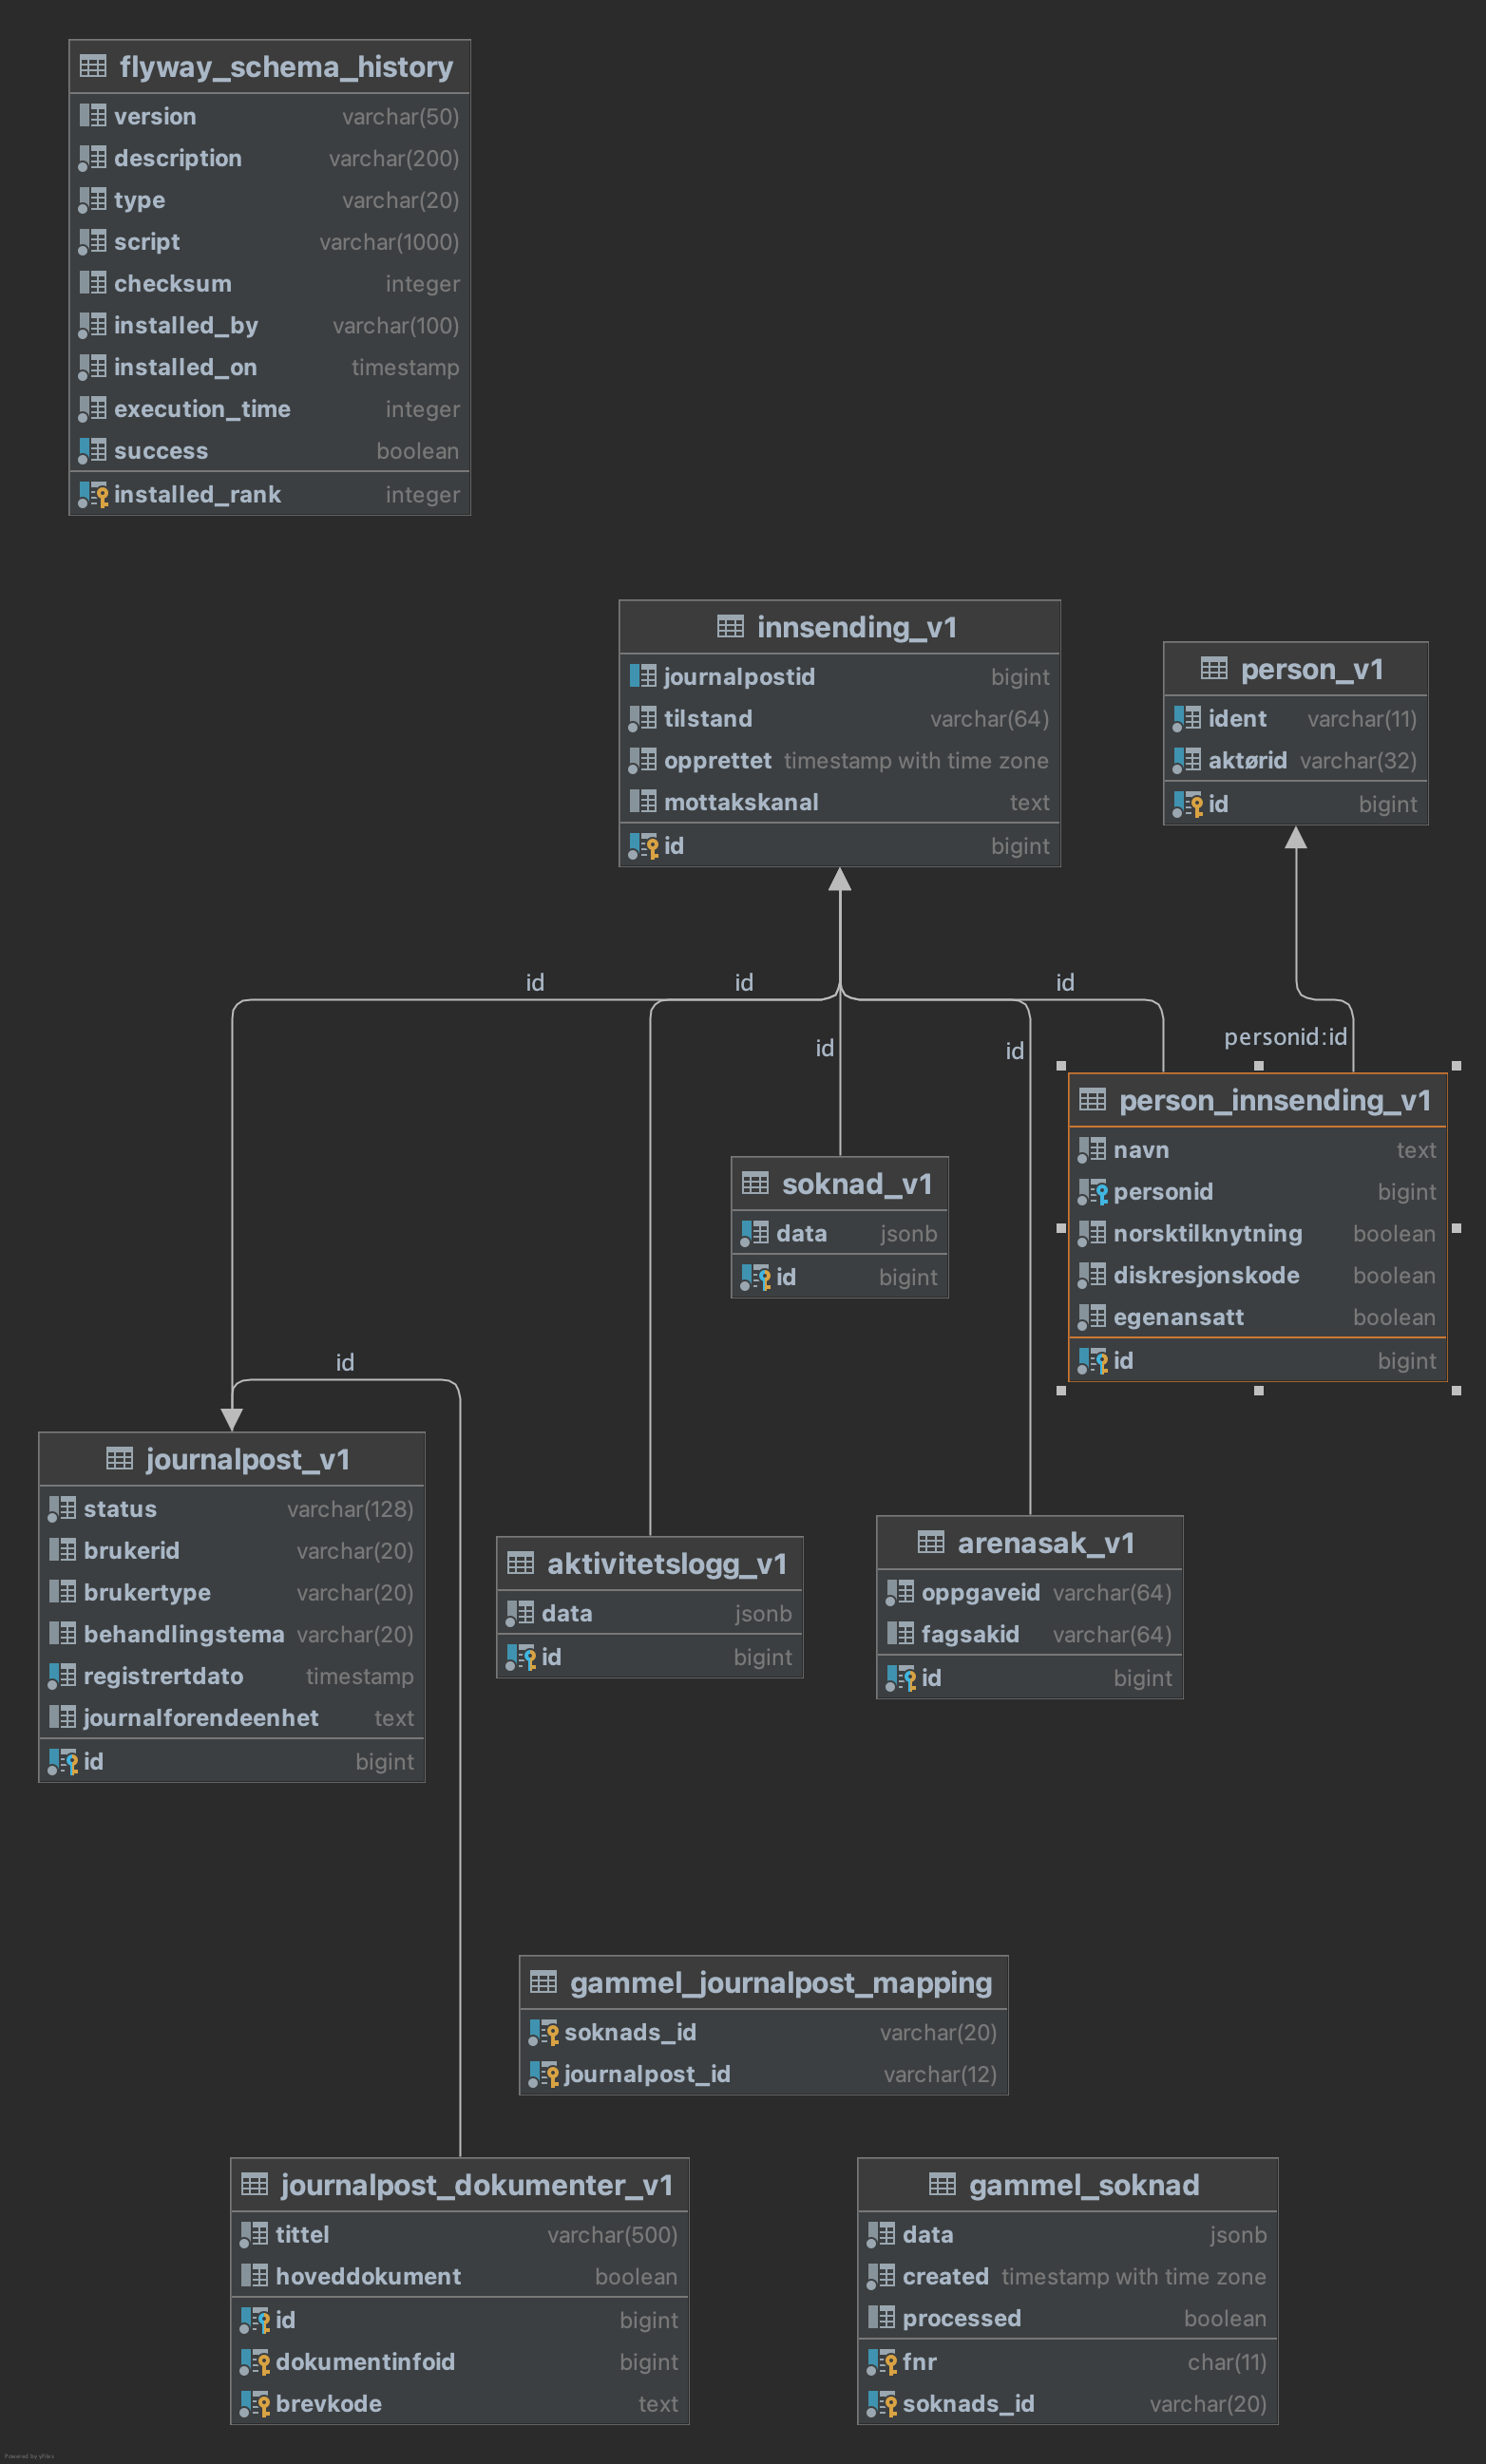 flyway_schema_history
version varchar(50)
description varchar(200)
type varchar(20)
script varchar(1000)
checksum integer
installed_by varchar(100)
installed_on timestamp
execution_time integer
success boolean
installed_rank integer
innsending_v1
journalpostid bigint
tilstand varchar(64)
opprettet timestamp with time zone
mottakskanal text
id bigint
person_v1
ident varchar(11)
aktørid varchar(32)
id bigint
id
id
id
id
id
personid:id
person_innsending_v1
navn text
personid bigint
norsktilknytning boolean
diskresjonskode boolean
egenansatt boolean
id bigint
soknad_v1
data jsonb
id bigint
id
journalpost_v1
status varchar(128)
brukerid varchar(20)
brukertype varchar(20)
behandlingstema varchar(20)
registrertdato timestamp
journalforendeenhet text
id bigint
aktivitetslogg_v1
data jsonb
id bigint
arenasak_v1
oppgaveid varchar(64)
fagsakid varchar(64)
id bigint
gammel_journalpost_mapping
soknads_id varchar(20)
journalpost_id varchar(12)
journalpost_dokumenter_v1
tittel varchar(500)
hoveddokument boolean
id bigint
dokumentinfoid bigint
brevkode text
gammel_soknad
data jsonb
created timestamp with time zone
processed boolean
fnr char(11)
soknads_id varchar(20)
Powered by yFiles